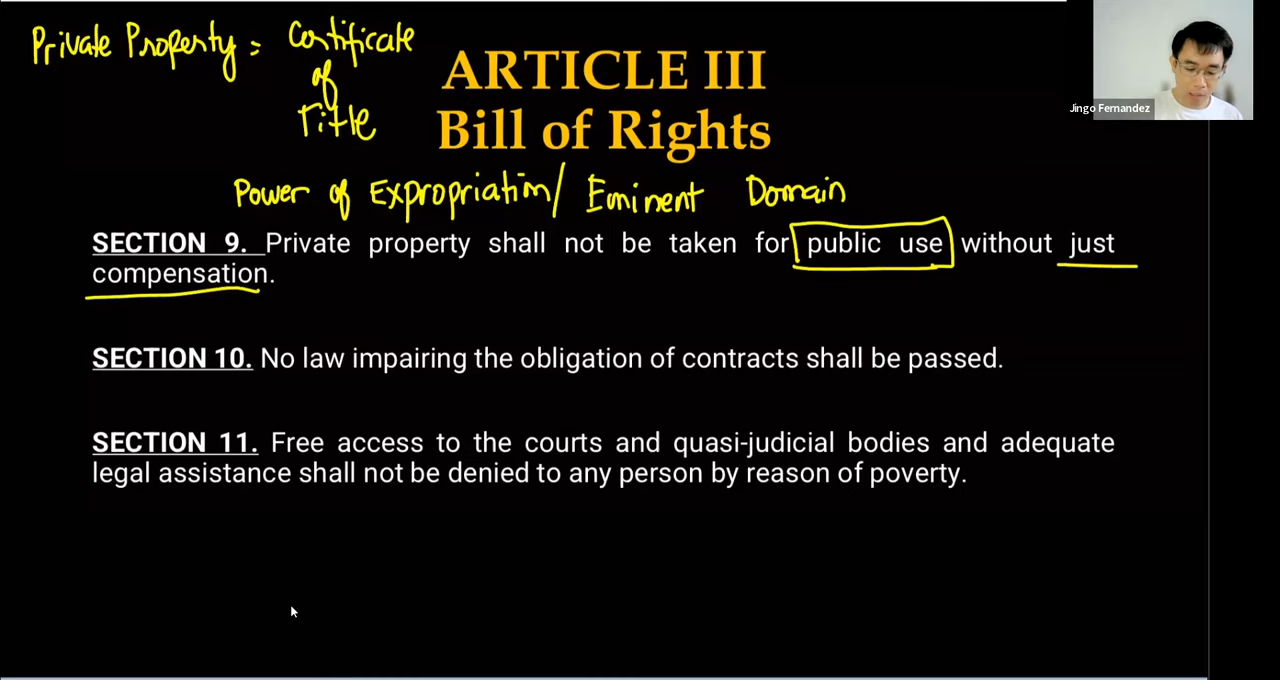 Private Property = Certificate
of
Title
ARTICLE III
Bill of Rights
Jingo Fernandez
Power of Expropriation/ Eminent Domain
SECTION 9. Private property shall not be taken for public use without just
compensation.
SECTION 10. No law impairing the obligation of contracts shall be passed.
SECTION 11. Free access to the courts and quasi-judicial bodies and adequate
legal assistance shall not be denied to any person by reason of poverty.